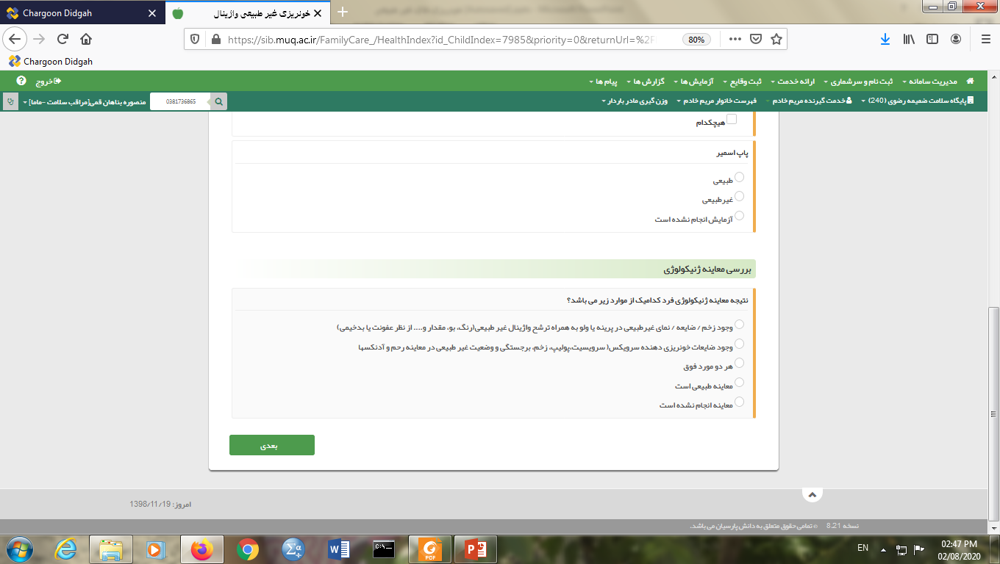 Chargoon Didgah
خونریزی غیر طبیعی واژینال
https://sib.muq.ac.ir/FamilyCare_/HealthIndex?id_ChildIndex=7985&priority=0&returnUrl=%2F
80%
Chargoon Didgah
مدیریت سامانه
ثبت نام و سرشماری
ارائه خدمت
ثبت وقایع
آزمایش ها
گزارش ها
پیام ها
خروج
پایگاه سلامت ضمیمه رضوی (240)
خدمت گیرنده مریم خادم
فهرست خانوار مریم خادم
وزن گیری مادر باردار
0381736865
منصوره پناهان قمی[مراقب سلامت -ماما]
هیچکدام
پاپ اسمیر
طبیعی
غیرطبیعی
آزمایش انجام نشده است
بررسی معاینه ژنیکولوژی
نتیجه معاینه ژنیکولوژی فرد کدامیک از موارد زیر می باشد؟
وجود زخم / ضایعه / نمای غیرطبیعی در پرینه یا ولو به همراه ترشح واژینال غیر طبیعی(رنگ، بو، مقدار و.... از نظر عفونت یا بدخیمی)
وجود ضایعات خونریزی دهنده سرویکس( سرویسیت،پولیپ، زخم، برجستگی و وضعیت غیر طبیعی در معاینه رحم و آدنکسها
هر دو مورد فوق
معاینه طبیعی است
معاینه انجام نشده است
بعدی
امروز: 1398/11/19
نسخه 8.21 © تمامی حقوق متعلق به دانش پارسیان می باشد.
EN
02:47 PM
02/08/2020